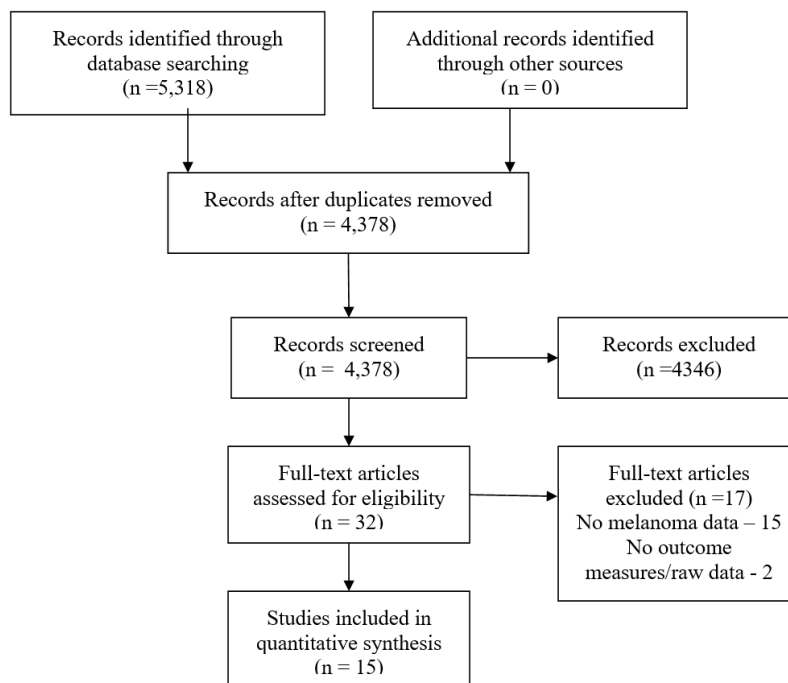 Records identified through
database searching
(n =5,318)
Additional records identified
through other sources
(n = 0)
Records after duplicates removed
(n = 4,378)
Records screened
(n =  4,378)
Records excluded
(n =4346)
Full-text articles
assessed for eligibility
(n = 32)
Full-text articles
excluded (n =17)
No melanoma data – 15
No outcome
measures/raw data - 2
Studies included in
quantitative synthesis
(n = 15)